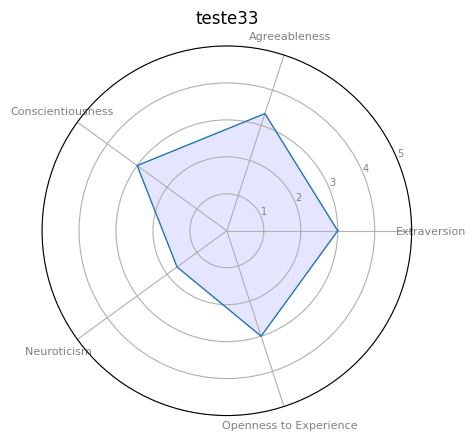 teste33
Agreeableness
Conscientiousness
5
4
3
2
1
Extraversion
Neuroticism
Openness to Experience